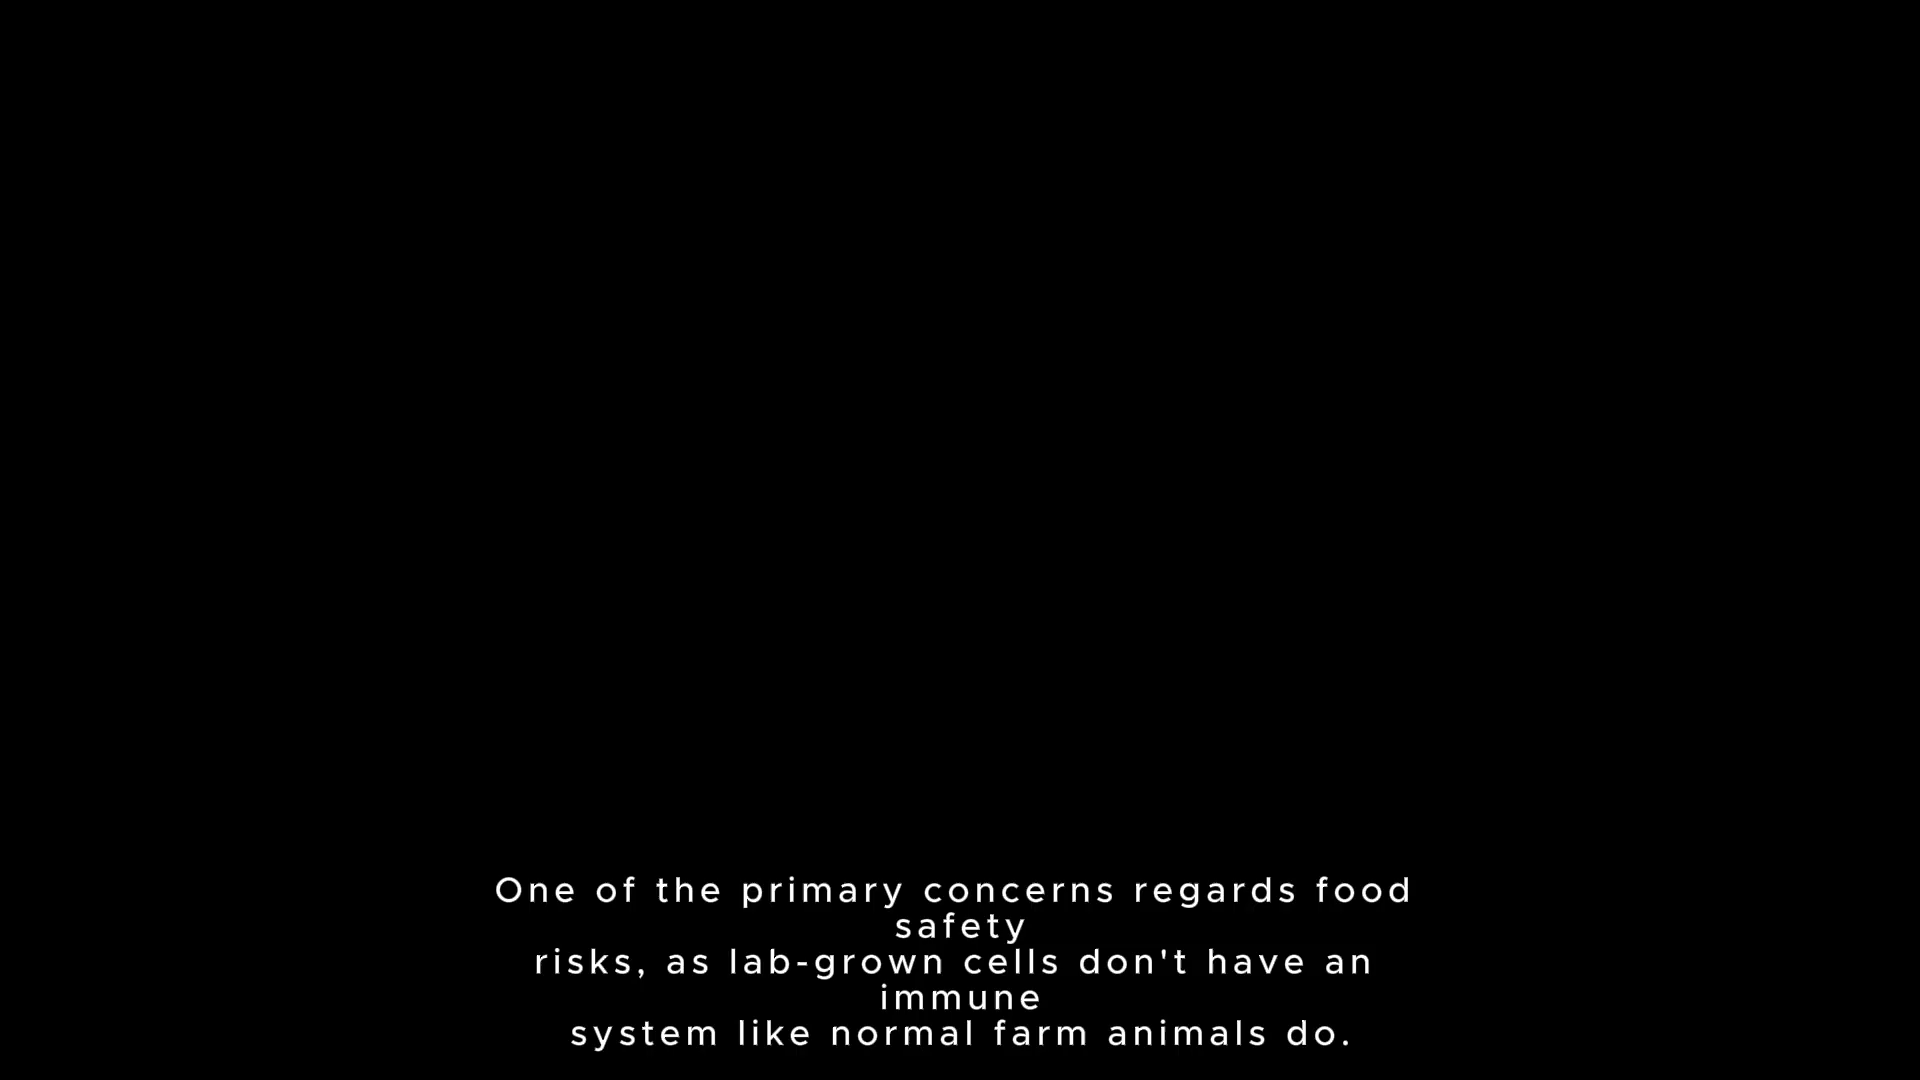 One of the primary concerns regards food
safety
risks, as lab-grown cells don't have an
immune
system like normal farm animals do.